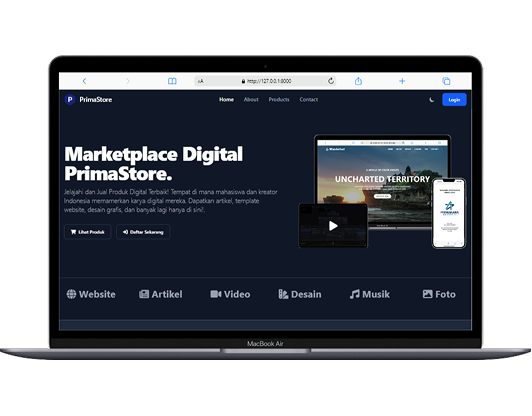 AA
http://127.0.0.1:8000
P PrimaStore
Home About Products Contact
Login
Marketplace Digital
PrimaStore.
Jelajahi dan Jual Produk Digital Terbaik! Tempat di mana mahasiswa dan kreator
Indonesia memamerkan karya digital mereka. Dapatkan artikel, template
website, desain grafis, dan banyak lagi hanya di sini!.
Lihat Produk
Daftar Sekarang
UNCHARTED TERRITORY
Website
Artikel
Video
Desain
Musik
Foto
MacBook Air